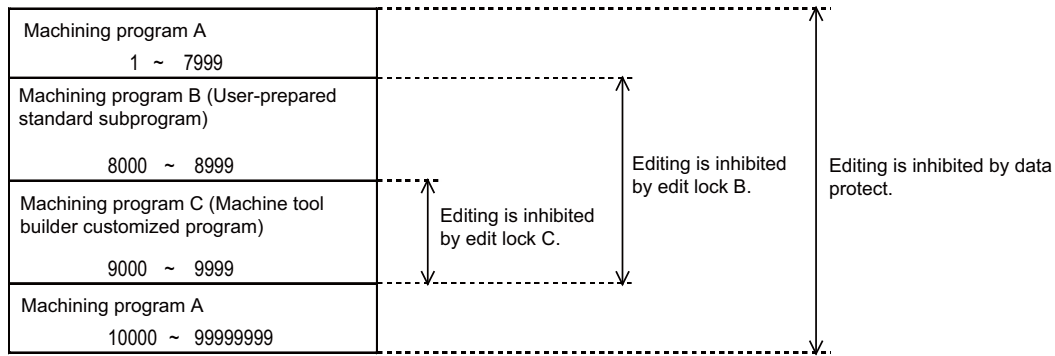 Machining program A
1 ~ 7999
Machining program B (User-prepared
standard subprogram)
8000 ~ 8999
Machining program C (Machine tool
builder customized program)
9000 ~ 9999
Machining program A
10000 ~ 99999999
Editing is inhibited
by edit lock C.
Editing is inhibited
by edit lock B.
Editing is inhibited by data
protect.